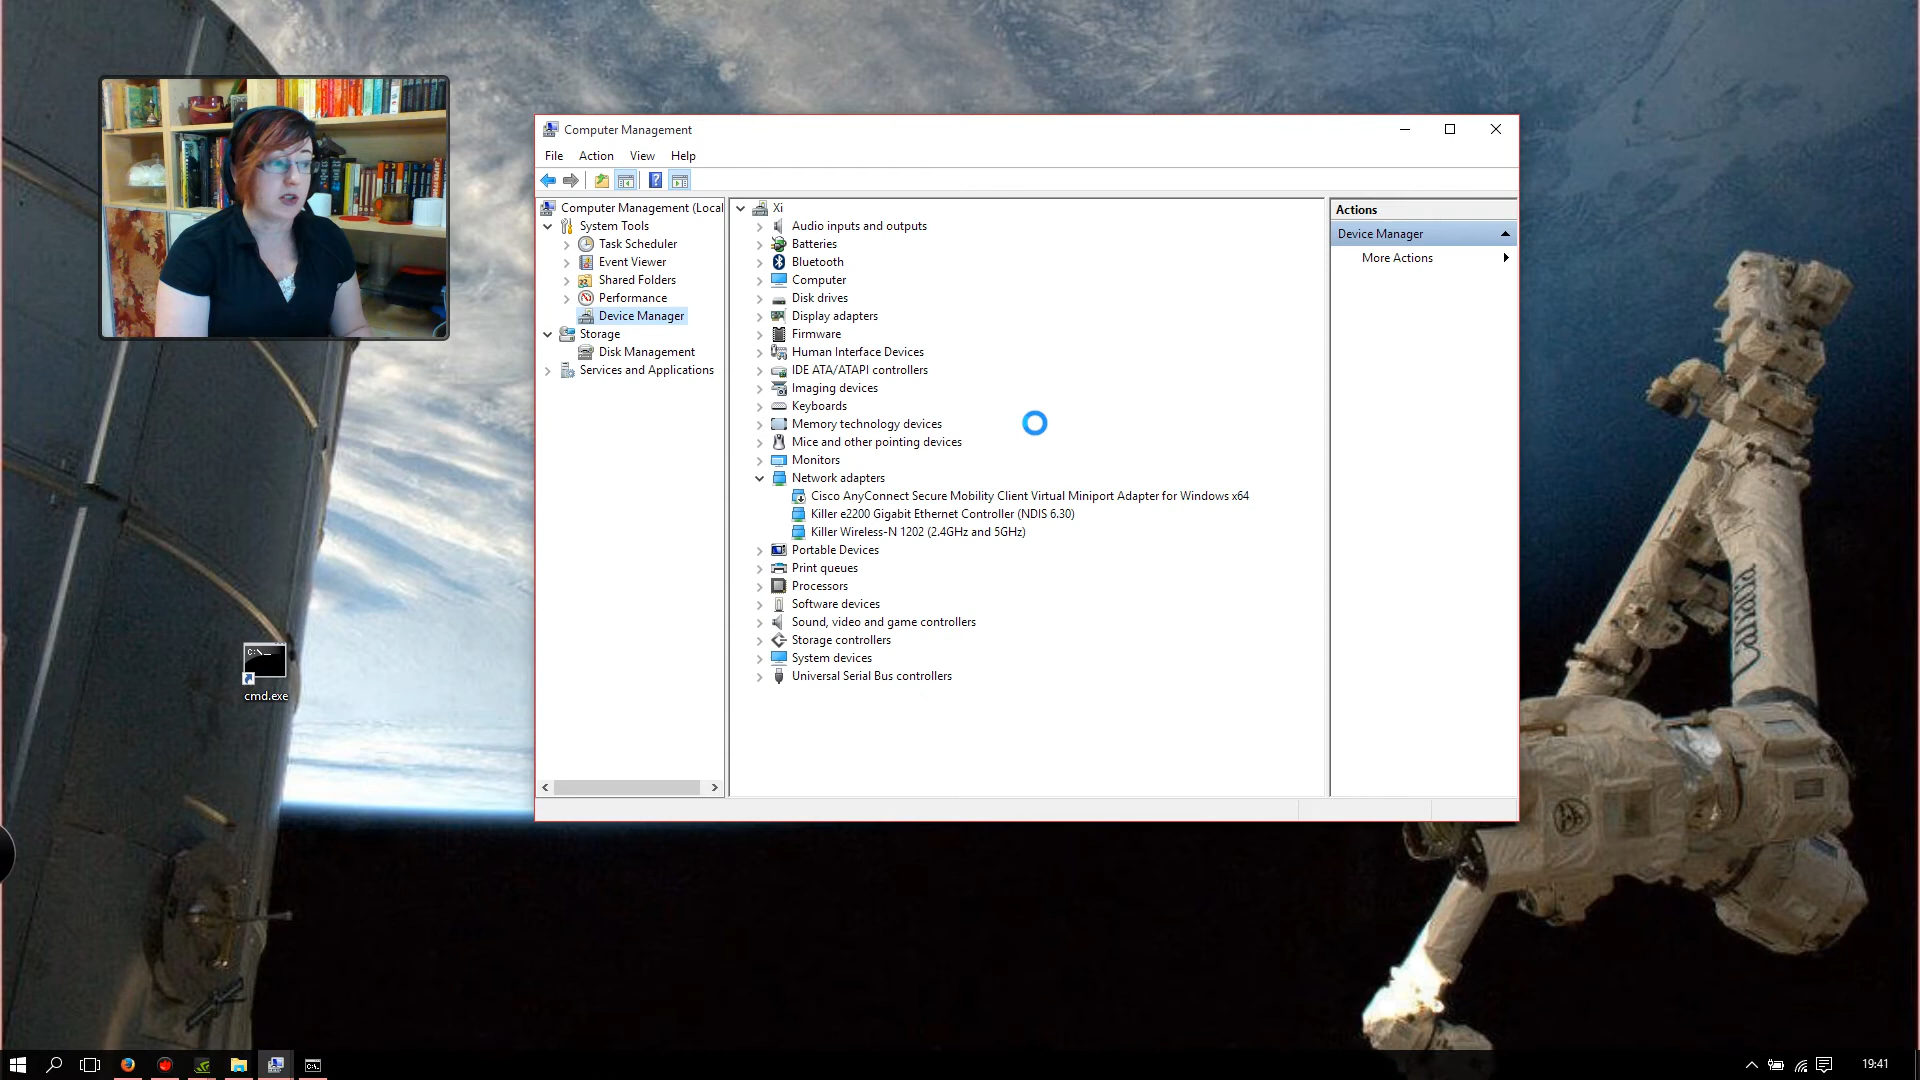 Computer Management
File Action View Help
Computer Management (Local
System Tools
Task Scheduler
Event Viewer
Shared Folders
Performance
Device Manager
Storage
Disk Management
Services and Applications
Xi
Audio inputs and outputs
Batteries
Bluetooth
Computer
Disk drives
Display adapters
Firmware
Human Interface Devices
IDE ATA/ATAPI controllers
Imaging devices
Keyboards
Memory technology devices
Mice and other pointing devices
Monitors
Network adapters
Cisco AnyConnect Secure Mobility Client Virtual Miniport Adapter for Windows x64
Killer e2200 Gigabit Ethernet Controller (NDIS 6.30)
Killer Wireless-N 1202 (2.4GHz and 5GHz)
Portable Devices
Print queues
Processors
Software devices
Sound, video and game controllers
Storage controllers
System devices
Universal Serial Bus controllers
Actions
Device Manager
More Actions
Canada
C:\_
cmd.exe
19:41